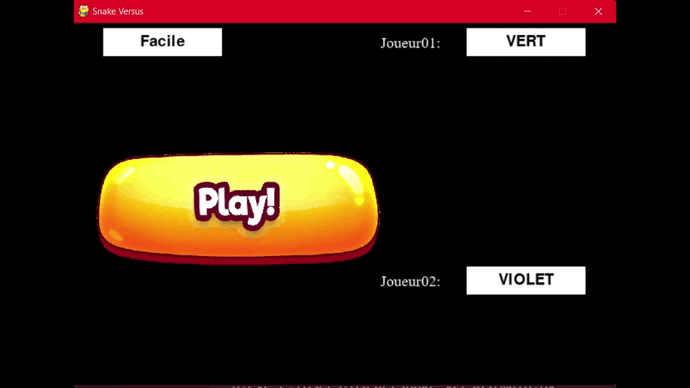 Snake Versus
Facile
Joueur01:
VERT
Play!
Joueur02:
VIOLET